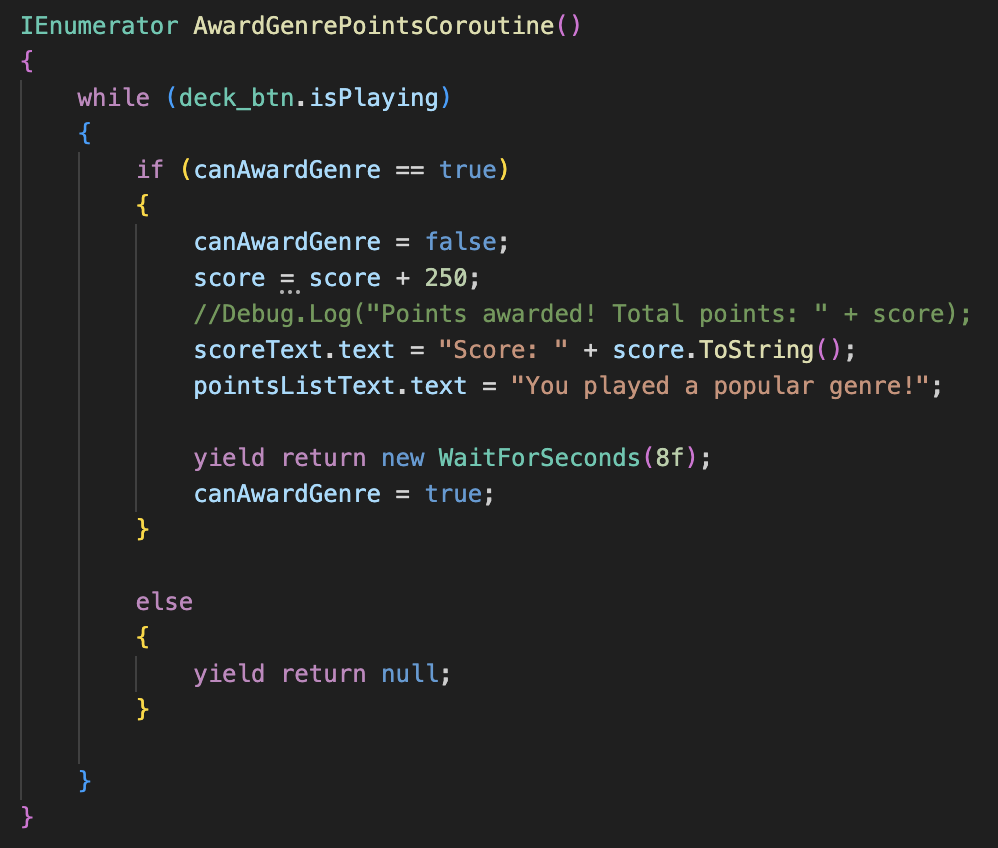 IEnumerator AwardGenrePointsCoroutine()
{
    while (deck_btn.isPlaying)
    {
        if (canAwardGenre == true)
        {
            canAwardGenre = false;
            score = score + 250;
            //Debug.Log("Points awarded! Total points: " + score);
            scoreText.text = "Score: " + score.ToString();
            pointsListText.text = "You played a popular genre!";

            yield return new WaitForSeconds(8f);
            canAwardGenre = true;
        }

        else
        {
            yield return null;
        }

    }
}